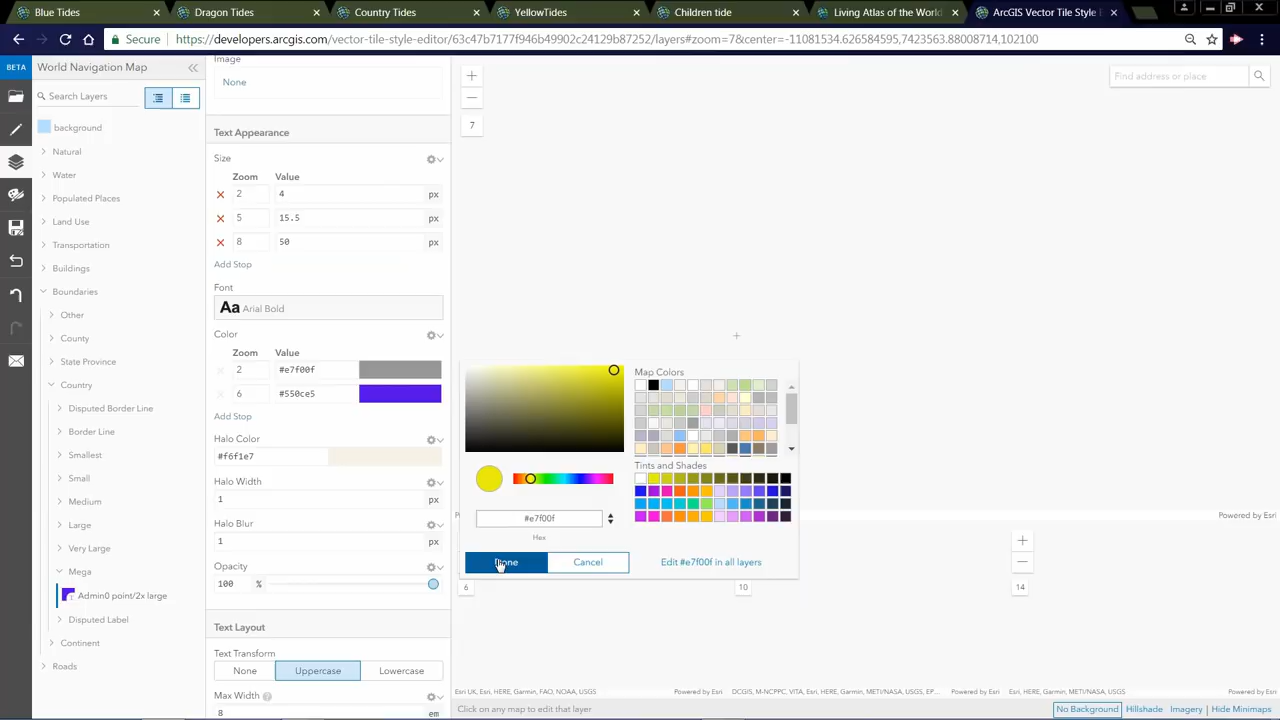 Blue Tides
Dragon Tides
Country Tides
YellowTides
Children tide
Living Atlas of the World
ArcGIS Vector Tile Style E
Secure
https://developers.arcgis.com/vector-tile-style-editor/63c47b7177f946b49902c24129b87252/layers#zoom=7&center=-11081534.626584595,7423563.88008714,102100
BETA
World Navigation Map
Search Layers
background
Natural
Water
Populated Places
Land Use
Transportation
Buildings
Boundaries
Other
County
State Province
Country
Disputed Border Line
Border Line
Smallest
Small
Medium
Large
Very Large
Mega
Admin0 point/2x large
Disputed Label
Continent
Roads
Image
None
Text Appearance
Size
Zoom Value
2 4 px
5 15.5 px
8 50 px
Add Stop
Font
Aa Arial Bold
Color
Zoom Value
2 #e7f00f
6 #550ce5
Add Stop
Halo Color
#f6f1e7
Halo Width
1 px
Halo Blur
1 px
Opacity
100 %
Text Layout
Text Transform
None Uppercase Lowercase
Max Width
8 em
7
Find address or place
Map Colors
Tints and Shades
#e7f00f
Hex
Done Cancel Edit #e7f00f in all layers
Powered by Esri
6
10
14
Esri UK, Esri, HERE, Garmin, FAO, NOAA, USGS
Powered by Esri
DCGIS, M-NCPPC, VITA, Esri, HERE, Garmin, METI/NASA, USGS, EP...
Powered by Esri
Esri, HERE, Garmin, METI/NASA, USGS
Powered by Esri
Click on any map to edit that layer
No Background Hillshade Imagery Hide Minimaps